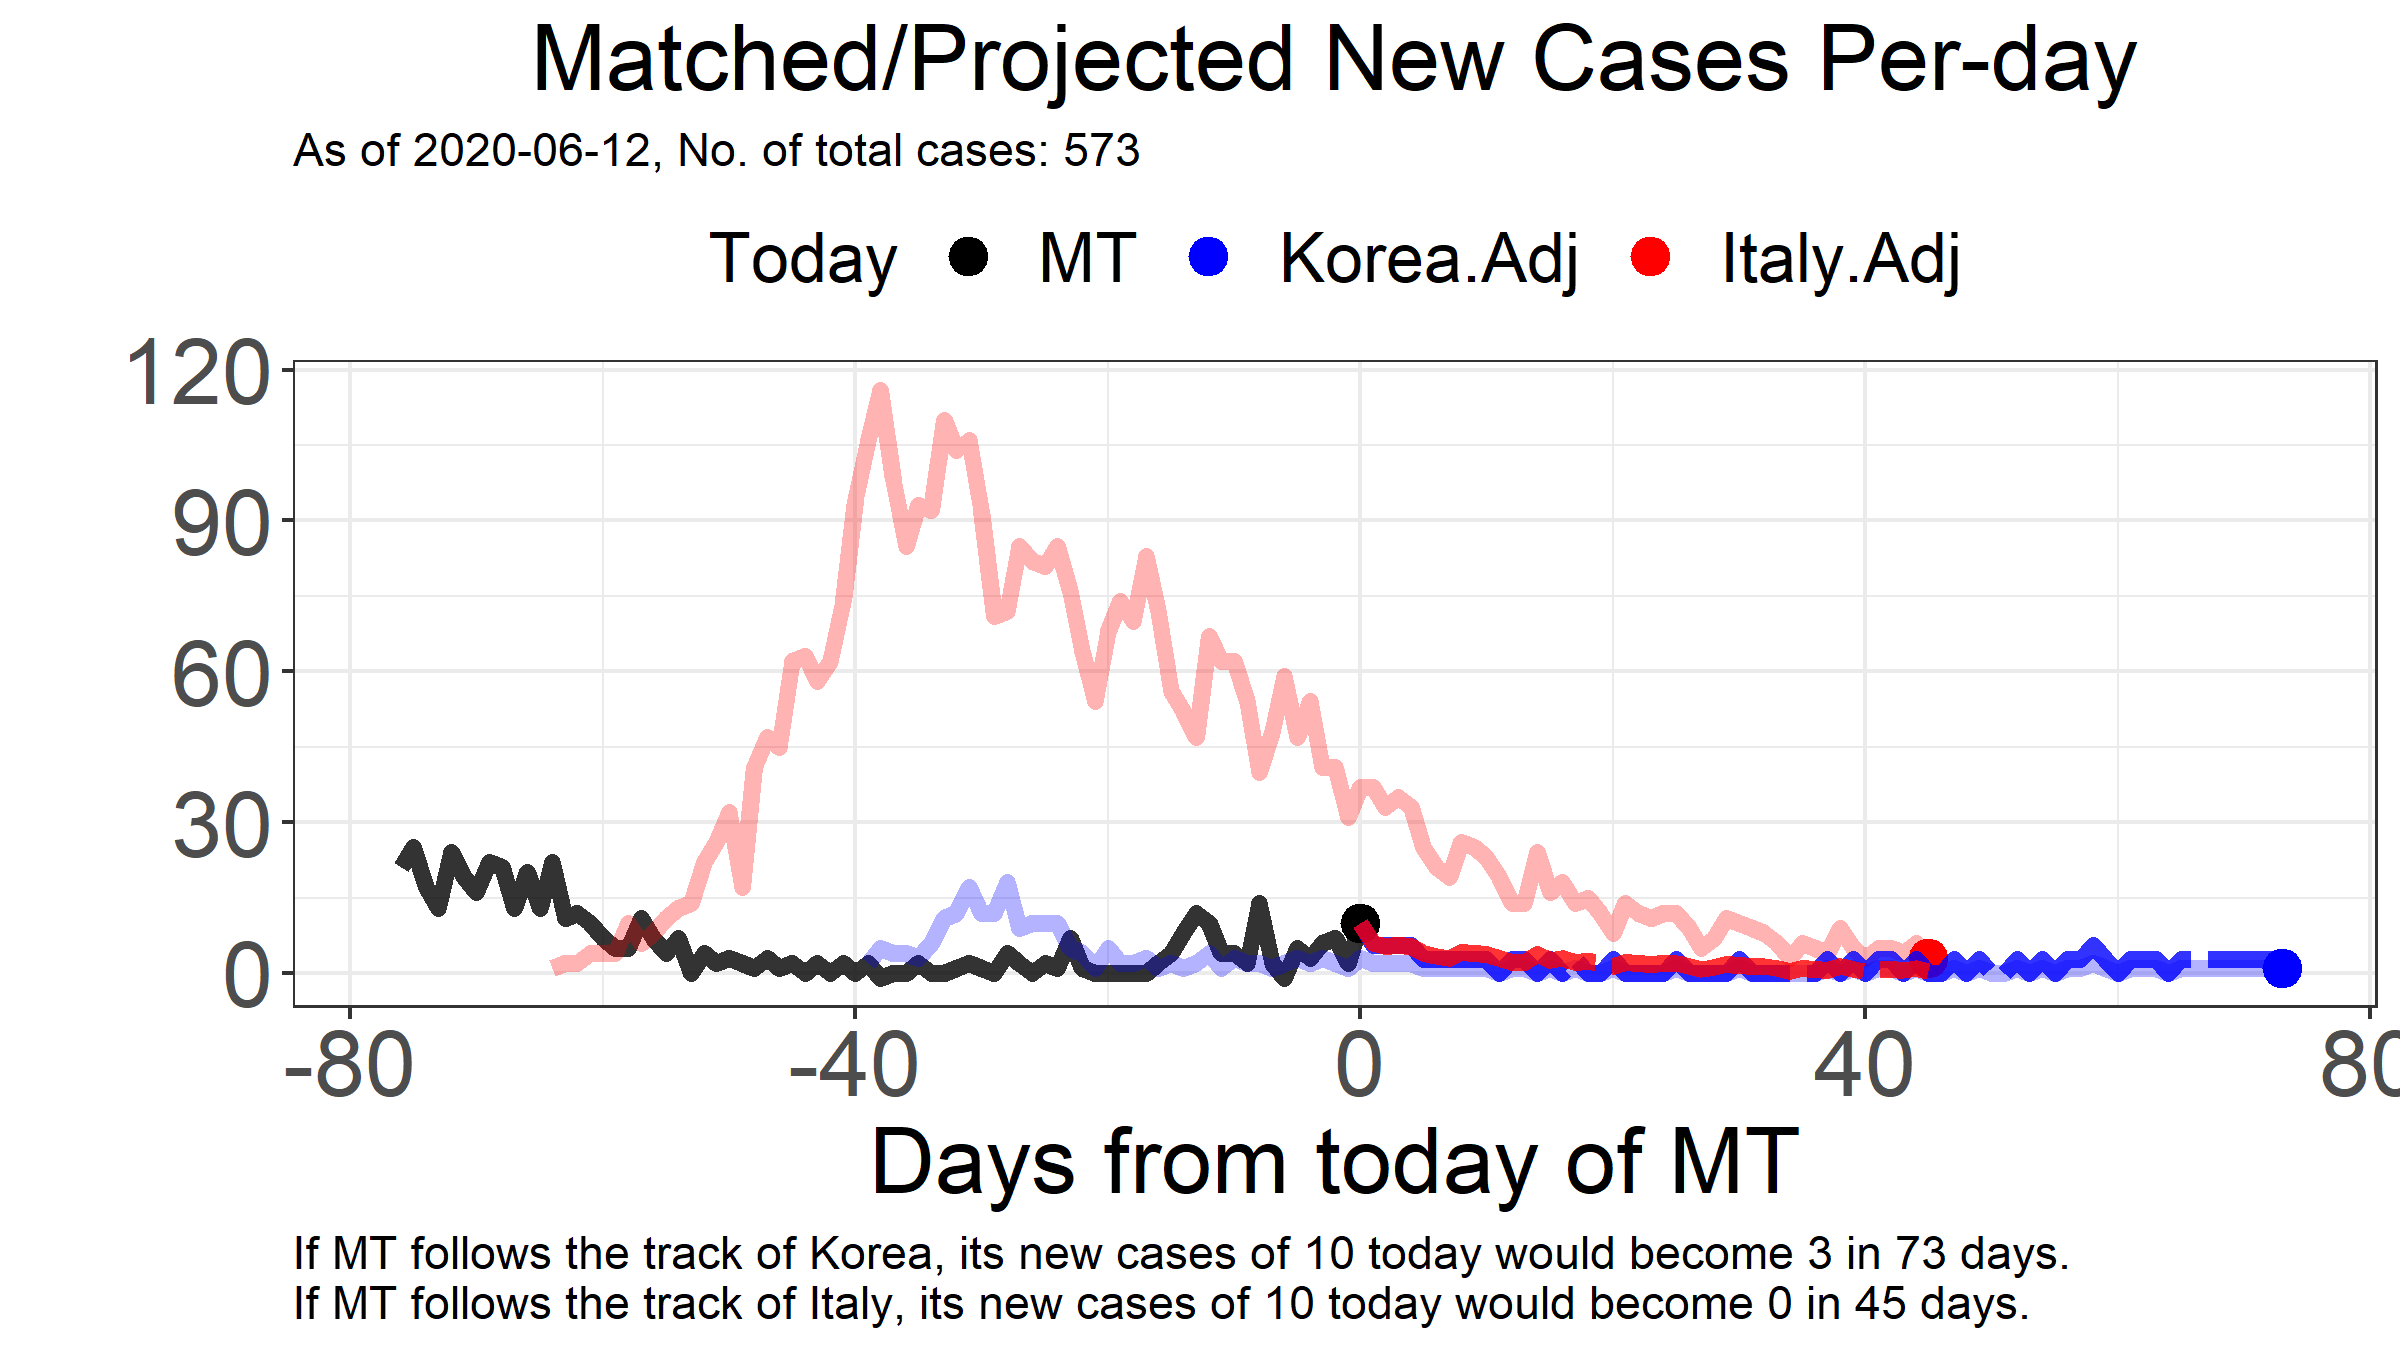 Matched/Projected New Cases Per-day
As of 2020-06-12, No. of total cases: 573
Today MT Korea.Adj Italy.Adj
120
90
60
30
0
-80 -40 0 40 80
Days from today of MT
If MT follows the track of Korea, its new cases of 10 today would become 3 in 73 days.
If MT follows the track of Italy, its new cases of 10 today would become 0 in 45 days.